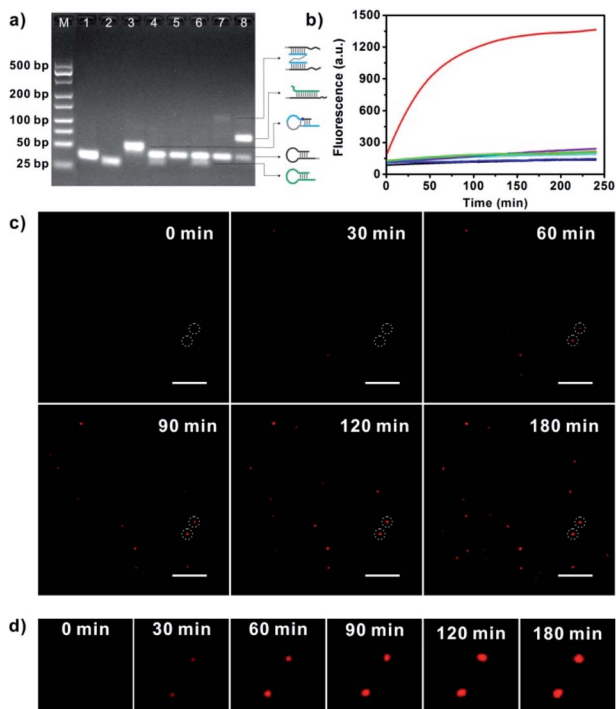 a)
M 1 2 3 4 5 6 7 8
500 bp
200 bp
100 bp
50 bp
25 bp
b)
Fluorescence (a.u.)
1500
1200
900
600
300
0
0 50 100 150 200 250
Time (min)
c)
0 min 30 min 60 min
90 min 120 min 180 min
d)
0 min 30 min 60 min 90 min 120 min 180 min